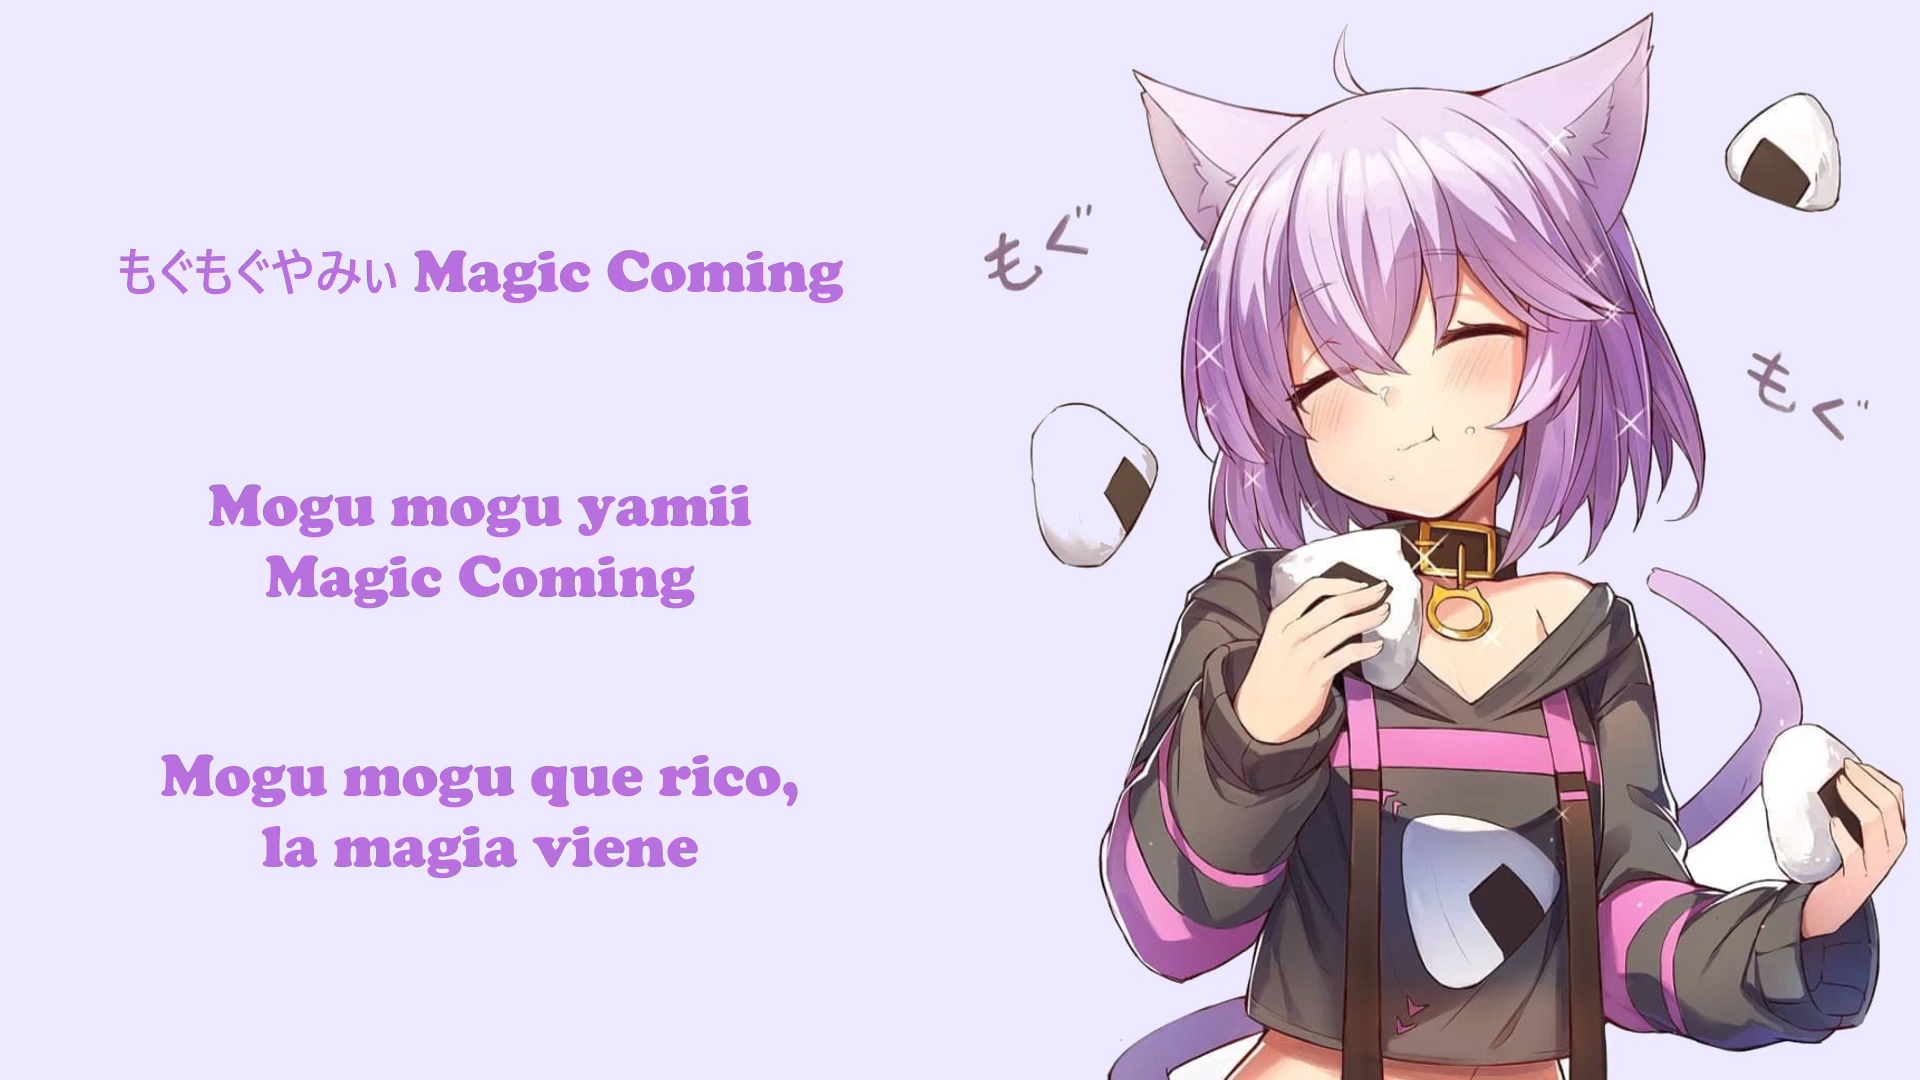 もぐもぐやみぃ Magic Coming
Mogu mogu yamii
Magic Coming
Mogu mogu que rico,
la magia viene
もぐ
もぐ